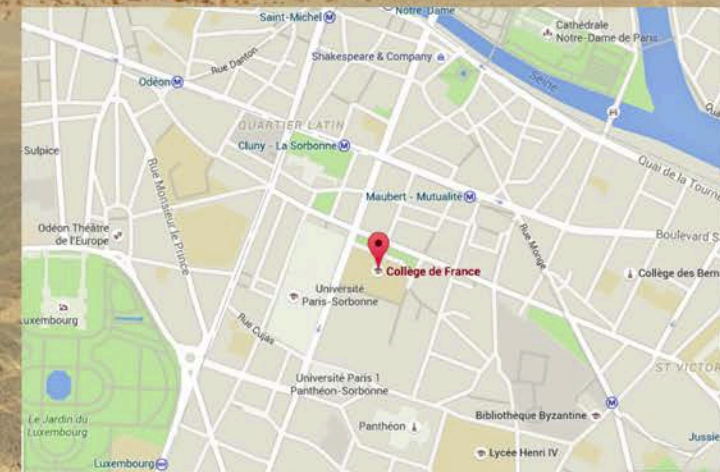 Notre-Dame
Saint-Michel
Cathédrale
Notre-Dame de Paris
Rue Danton
Shakespeare & Company
Odéon
Seine
QUARTIER LATIN
Cluny - La Sorbonne
Sulpice
Quai de la Tourn
Rue Monsieur le Prince
Maubert - Mutualité
Odéon Théâtre
de l'Europe
Rue Monge
Boulevard S
Collège de France
Collège des Bern
Université
Paris-Sorbonne
uxembourg
Rue Cujas
ST VICTOR
Université Paris 1
Panthéon-Sorbonne
Bibliothèque Byzantine
Le Jardin du
Luxembourg
Panthéon
Jussie
Lycée Henri IV
Luxembourg